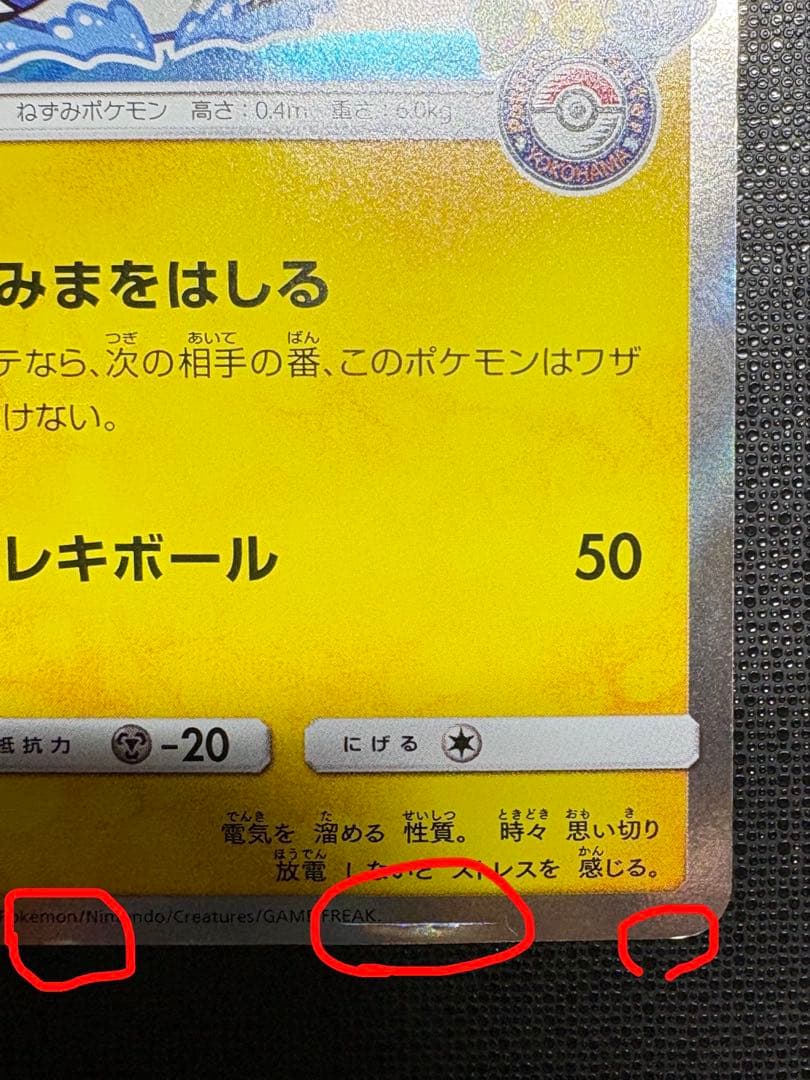 ねずみポケモン 高さ：0.4m 重さ：6.0kg
YOKOHAMA
みまをはしる
つぎ あいて ばん
テなら、次の相手の番、このポケモンはワザ
けない。
レキボール 50
抵抗力 -20 にげる
でんき た せいしつ ときどき おも き
電気を 溜める 性質。 時々 思い切り
ほうでん かん
放電 しないと ストレスを 感じる。
Pokémon/Nintendo/Creatures/GAME FREAK.